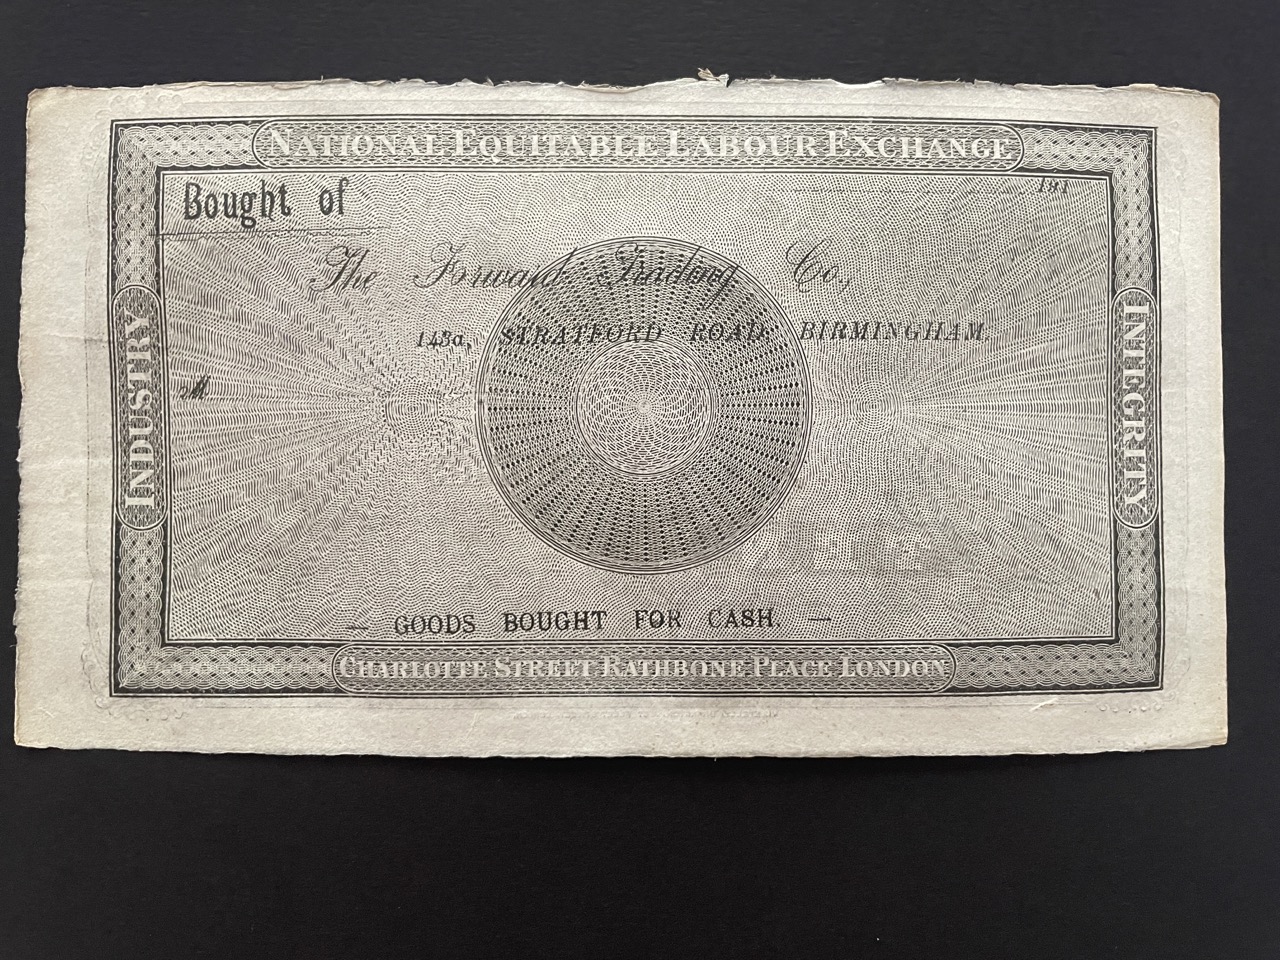 NATIONAL EQUITABLE LABOUR EXCHANGE
191
Bought of
The Forward Trading Co.,
143a, STRATFORD ROAD, BIRMINGHAM.
INDUSTRY
INTEGRITY
M
— GOODS BOUGHT FOR CASH. —
CHARLOTTE STREET RATHBONE PLACE LONDON